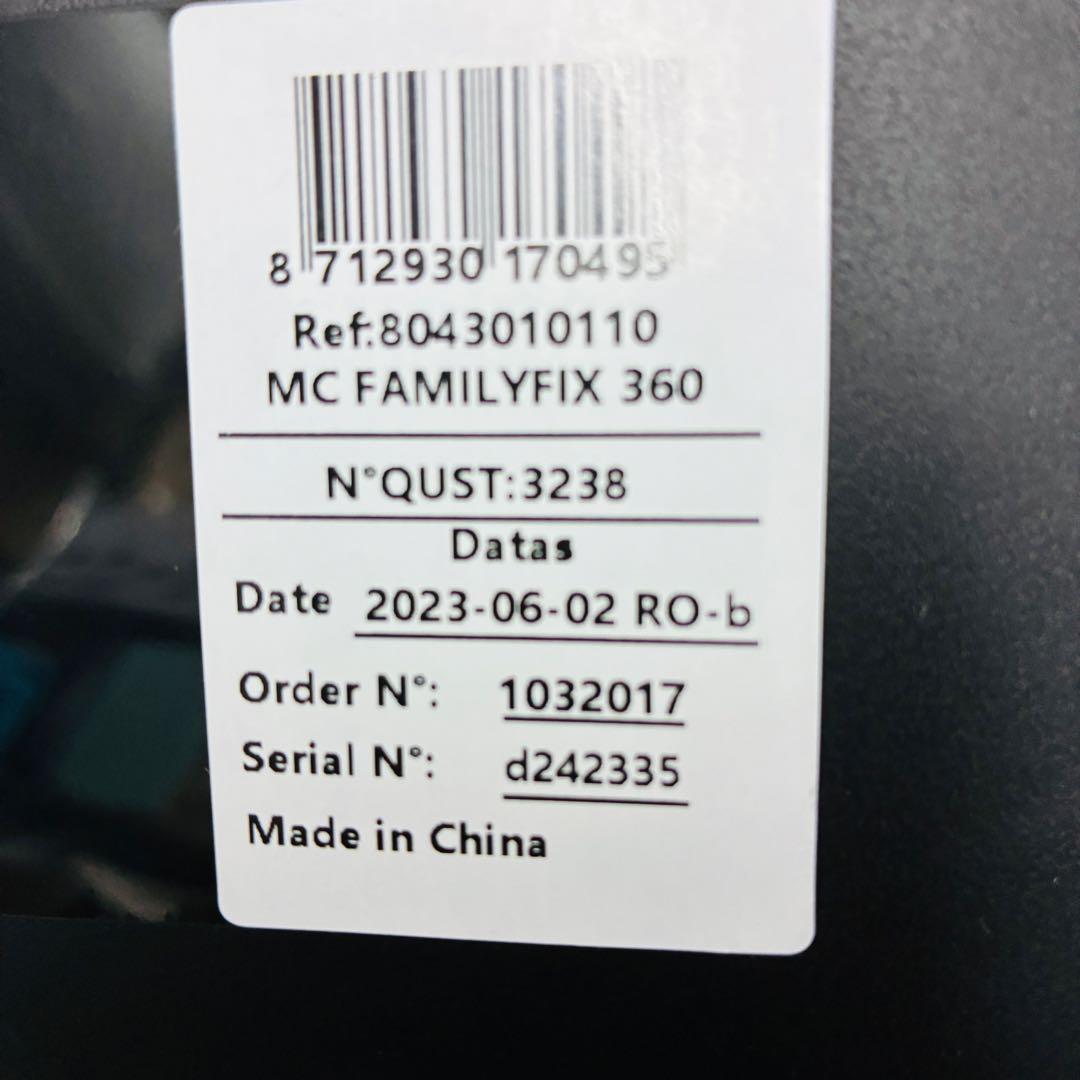 8 712930 170495
Ref:8043010110
MC FAMILYFIX 360
N°QUST:3238
Datas
Date 2023-06-02 RO-b
Order N°: 1032017
Serial N°: d242335
Made in China